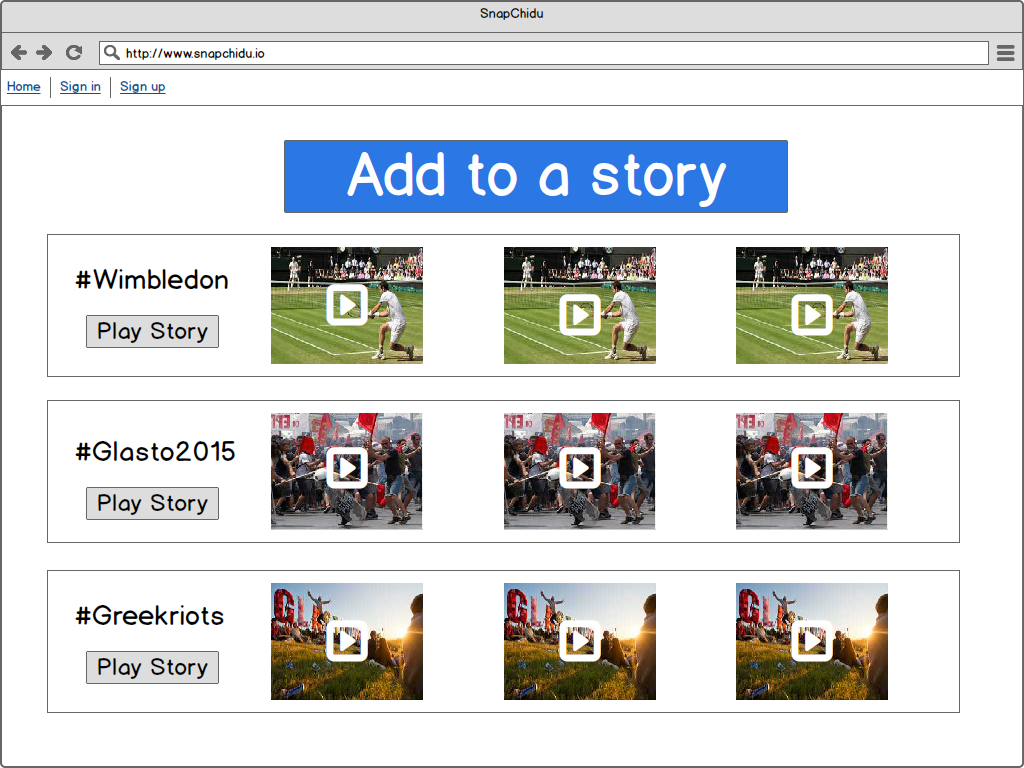 SnapChidu
http://www.snapchidu.io
Home Sign in Sign up
Add to a story
#Wimbledon
Play Story
#Glasto2015
Play Story
#Greekriots
Play Story